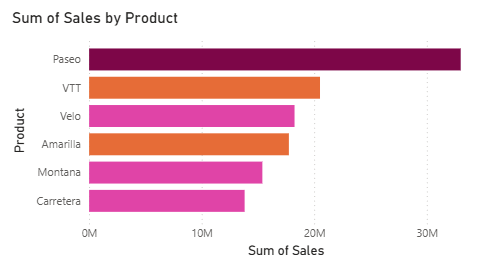 Sum of Sales by Product
Product
Paseo
VTT
Velo
Amarilla
Montana
Carretera
0M 10M 20M 30M
Sum of Sales